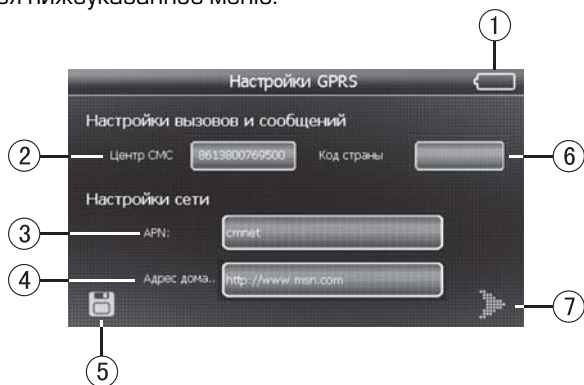 нижеуказанное меню.
1
Настройки GPRS
Настройки вызовов и сообщений
2 Центр СМС 8613800769500 Код страны 6
Настройки сети
3 APN: cmnet
4 Адрес дома.. http://www.msn.com
7
5